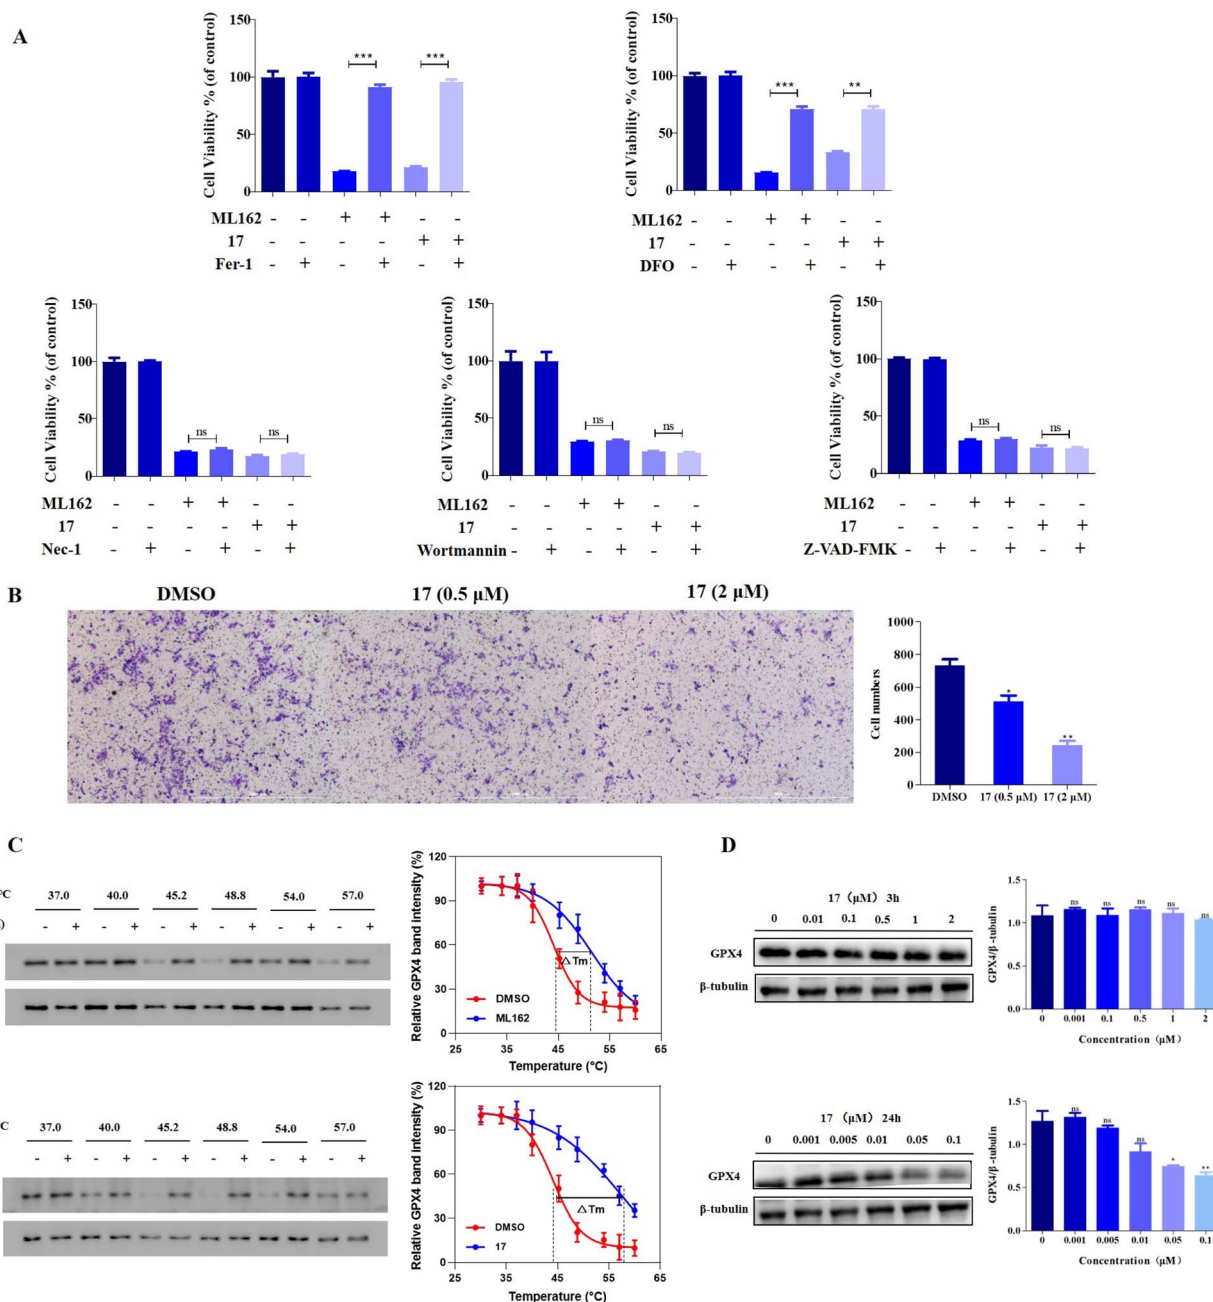 A
Cell Viability % (of control)
150
100
50
0
***
***
ML162 - - + + - -
17 - - - - + +
Fer-1 - + - + - +
Cell Viability % (of control)
150
100
50
0
***
**
ML162 - - + + - -
17 - - - - + +
DFO - + - + - +
Cell Viability % (of control)
150
100
50
0
ns
ns
ML162 - - + + - -
17 - - - - + +
Nec-1 - + - + - +
Cell Viability % (of control)
150
100
50
0
ns
ns
ML162 - - + + - -
17 - - - - + +
Wortmannin - + - + - +
Cell Viability % (of control)
150
100
50
0
ns
ns
ML162 - - + + - -
17 - - - - + +
Z-VAD-FMK - + - + - +
B
DMSO 17 (0.5 μM) 17 (2 μM)
Cell numbers
1000
800
600
400
200
0
*
**
DMSO 17 (0.5 μM) 17 (2 μM)
C
°C 37.0 40.0 45.2 48.8 54.0 57.0
- + - + - + - + - + - +
Relative GPX4 band Intensity (%)
120
90
60
30
0
△ Tm
DMSO
ML162
25 35 45 55 65
Temperature (°C)
37.0 40.0 45.2 48.8 54.0 57.0
- + - + - + - + - + - +
Relative GPX4 band intensity (%)
120
90
60
30
0
△ Tm
DMSO
17
25 35 45 55 65
Temperature (°C)
D
17 (μM) 3h
0 0.01 0.1 0.5 1 2
GPX4
β-tubulin
GPX4/β-tubulin
1.5
1.0
0.5
0.0
ns ns ns ns ns
0 0.001 0.1 0.5 1 2
Concentration (μM)
17 (μM) 24h
0 0.001 0.005 0.01 0.05 0.1
GPX4
β-tubulin
GPX4/β-tubulin
1.5
1.0
0.5
0.0
ns ns ns * **
0 0.001 0.005 0.01 0.05 0.1
Concentration (μM)